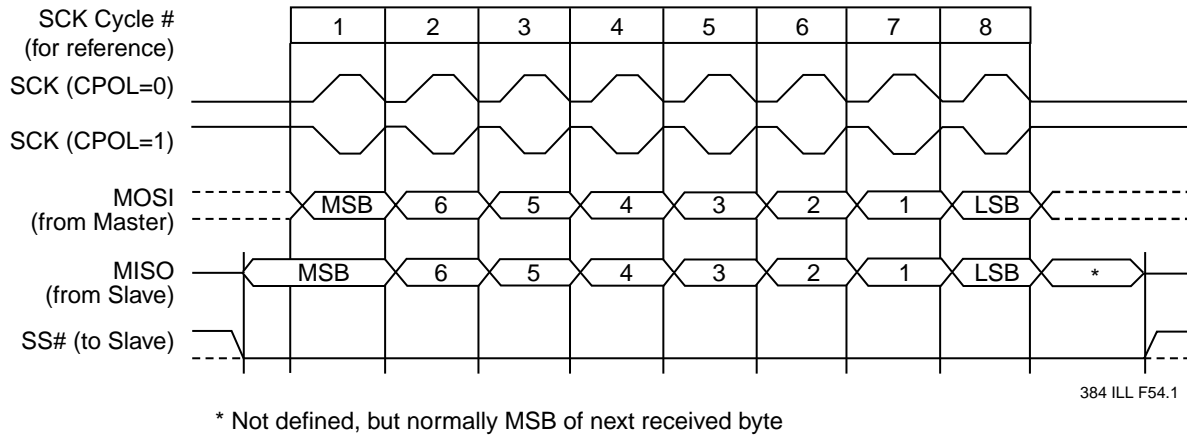 SCK Cycle #
(for reference)
1 2 3 4 5 6 7 8
SCK (CPOL=0)
SCK (CPOL=1)
MOSI
(from Master)
MSB 6 5 4 3 2 1 LSB
MISO
(from Slave)
MSB 6 5 4 3 2 1 LSB *
SS# (to Slave)
384 ILL F54.1
* Not defined, but normally MSB of next received byte